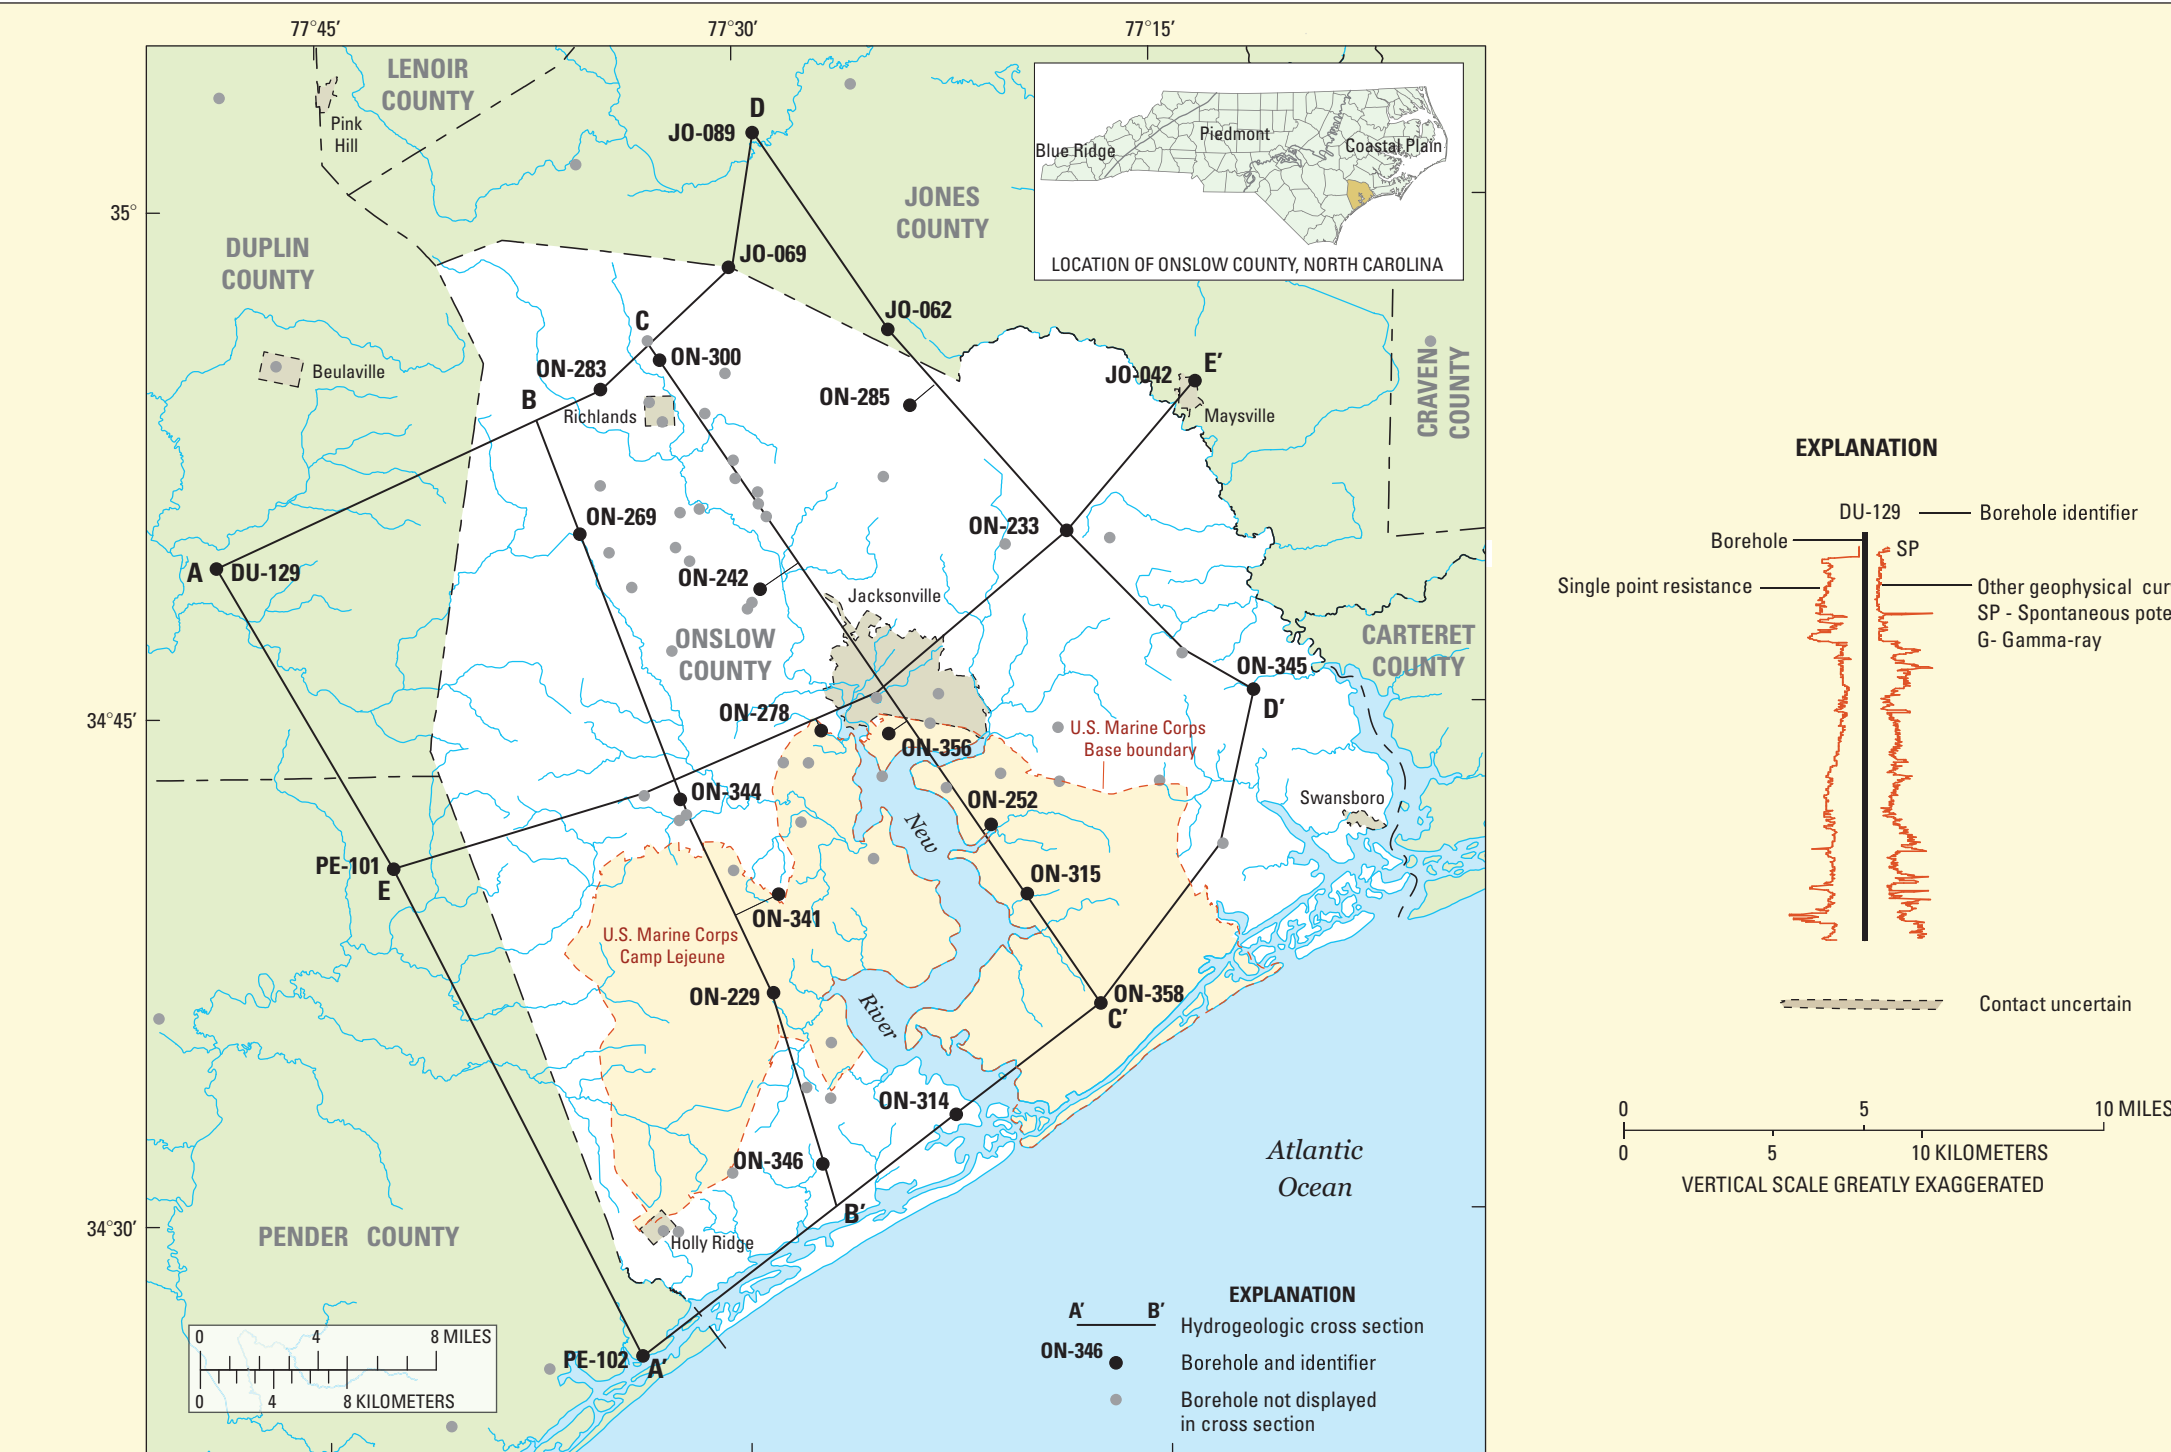 77°45′
77°30′
77°15′
LENOIR
COUNTY
Pink
Hill
D
JO-089
JONES
COUNTY
Piedmont
Blue Ridge
Coastal Plain
LOCATION OF ONSLOW COUNTY, NORTH CAROLINA
35°
DUPLIN
COUNTY
JO-069
JO-062
C
ON-300
ON-283
B
Richlands
Beulaville
ON-285
JO-042
E′
Maysville
CRAVEN
COUNTY
ON-269
ON-233
A
DU-129
ON-242
Jacksonville
ONSLOW
COUNTY
CARTERET
COUNTY
ON-345
D′
34°45′
ON-278
ON-356
U.S. Marine Corps
Base boundary
ON-344
ON-252
Swansboro
New
PE-101
E
ON-315
ON-341
U.S. Marine Corps
Camp Lejeune
ON-229
River
ON-358
C′
ON-314
ON-346
B′
Atlantic
Ocean
34°30′
PENDER COUNTY
Holly Ridge
PE-102
A′
0 4 8 MILES
0 4 8 KILOMETERS
EXPLANATION
A′ B′
Hydrogeologic cross section
ON-346
Borehole and identifier
Borehole not displayed
in cross section
EXPLANATION
DU-129
Borehole identifier
Borehole
SP
Single point resistance
Other geophysical cur
SP - Spontaneous pote
G- Gamma-ray
Contact uncertain
0 5 10 MILES
0 5 10 KILOMETERS
VERTICAL SCALE GREATLY EXAGGERATED